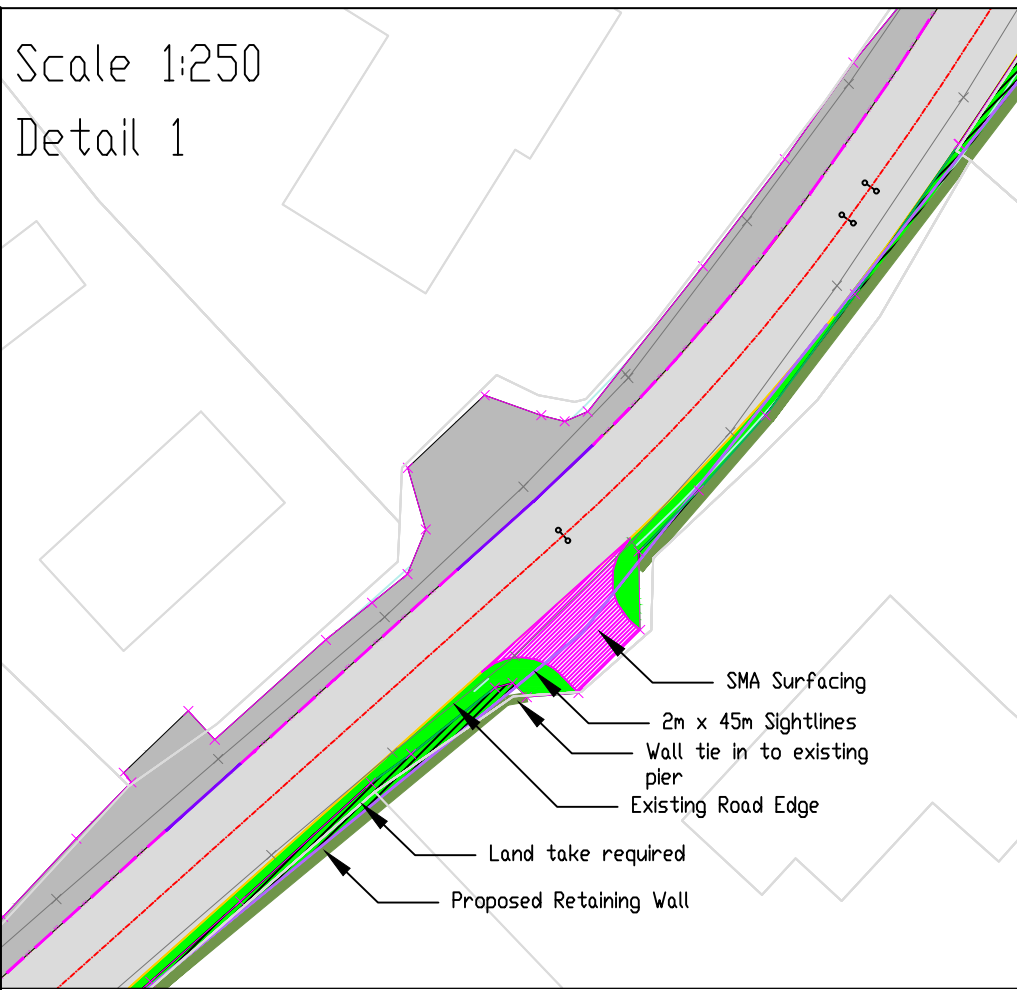 Scale 1:250
Detail 1
SMA Surfacing
2m x 45m Sightlines
Wall tie in to existing
pier
Existing Road Edge
Land take required
Proposed Retaining Wall